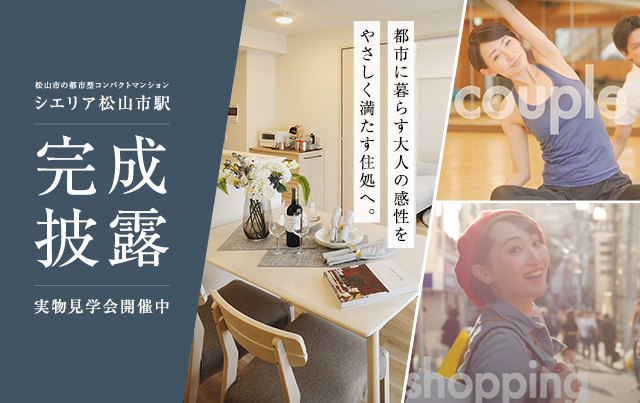 松山市の都市型コンパクトマンション
シエリア松山市駅
完成
披露
実物見学会開催中
都市に暮らす大人の感性を
やさしく満たす住処へ。
couple
shopping